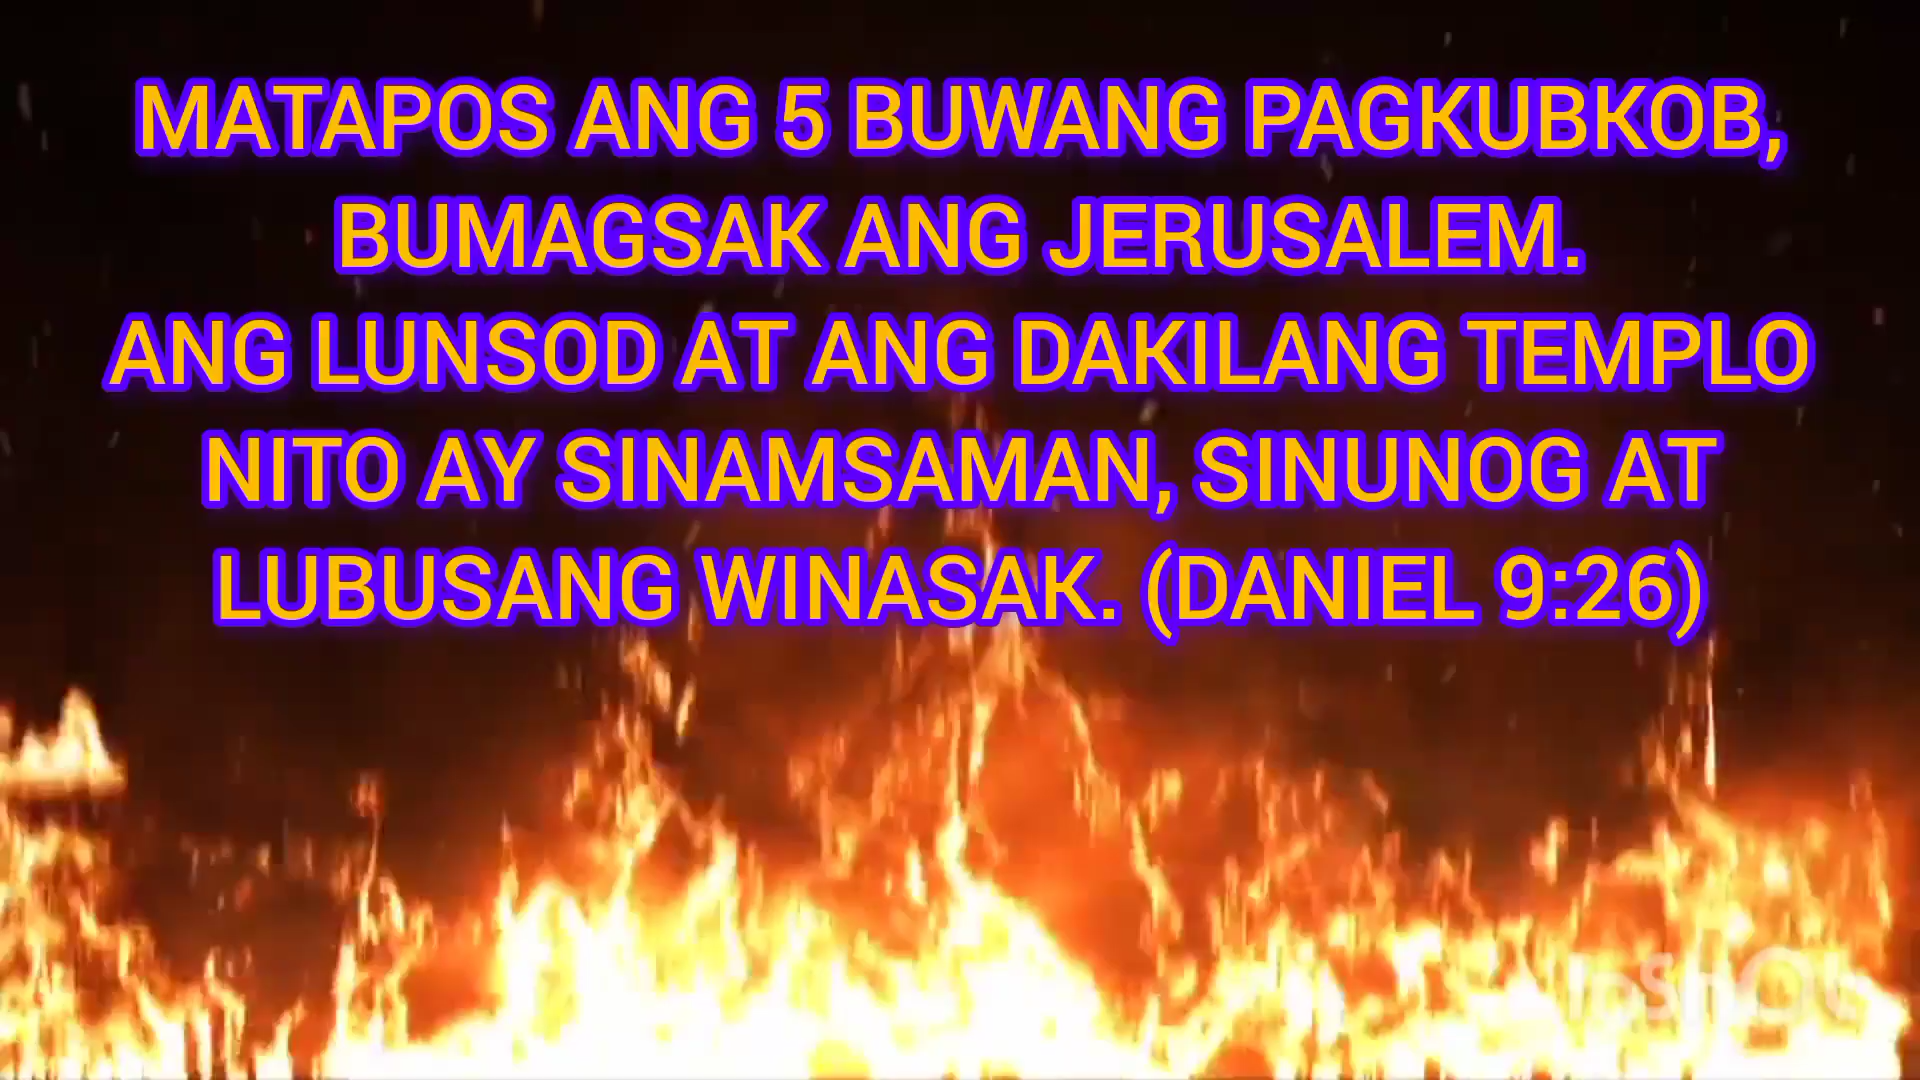 MATAPOS ANG 5 BUWANG PAGKUBKOB,
BUMAGSAK ANG JERUSALEM.
ANG LUNSOD AT ANG DAKILANG TEMPLO
NITO AY SINAMSAMAN, SINUNOG AT
LUBUSANG WINASAK. (DANIEL 9:26)
InShOt